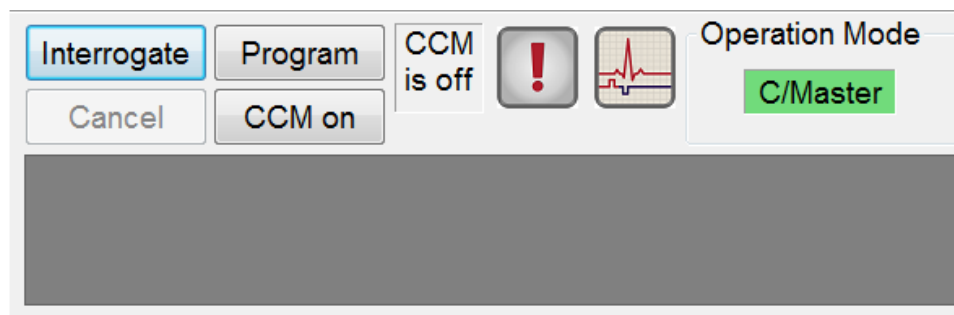 Interrogate
Program
CCM
is off
Operation Mode
C/Master
Cancel
CCM on